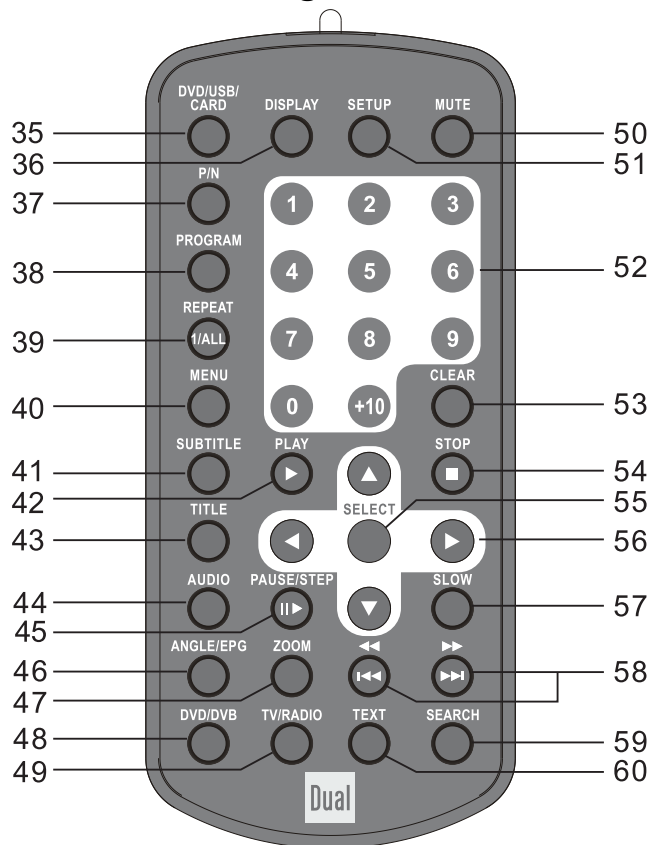 DVD/USB/
CARD
DISPLAY
SETUP
MUTE
35
36
50
51
P/N
37
1
2
3
PROGRAM
38
4
5
6
52
REPEAT
39
1/ALL
7
8
9
MENU
40
0
+10
CLEAR
53
SUBTITLE
PLAY
STOP
41
42
54
TITLE
SELECT
55
43
56
AUDIO
PAUSE/STEP
SLOW
44
45
57
ANGLE/EPG
ZOOM
46
47
58
DVD/DVB
TV/RADIO
TEXT
SEARCH
48
49
59
60
Dual